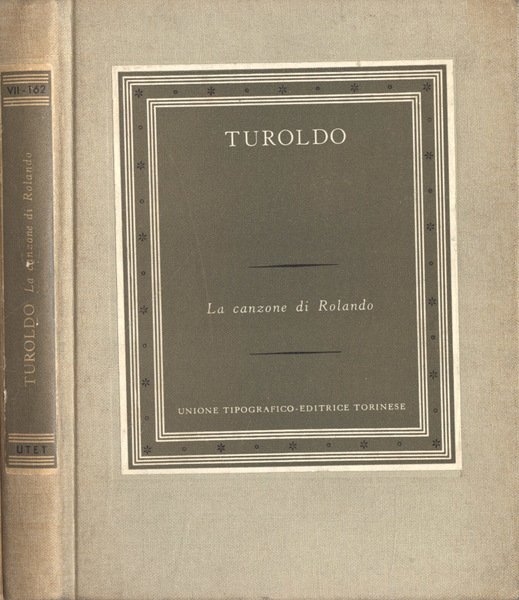 VII-162
TUROLDO La canzone di Rolando
UTET
TUROLDO
La canzone di Rolando
UNIONE TIPOGRAFICO-EDITRICE TORINESE